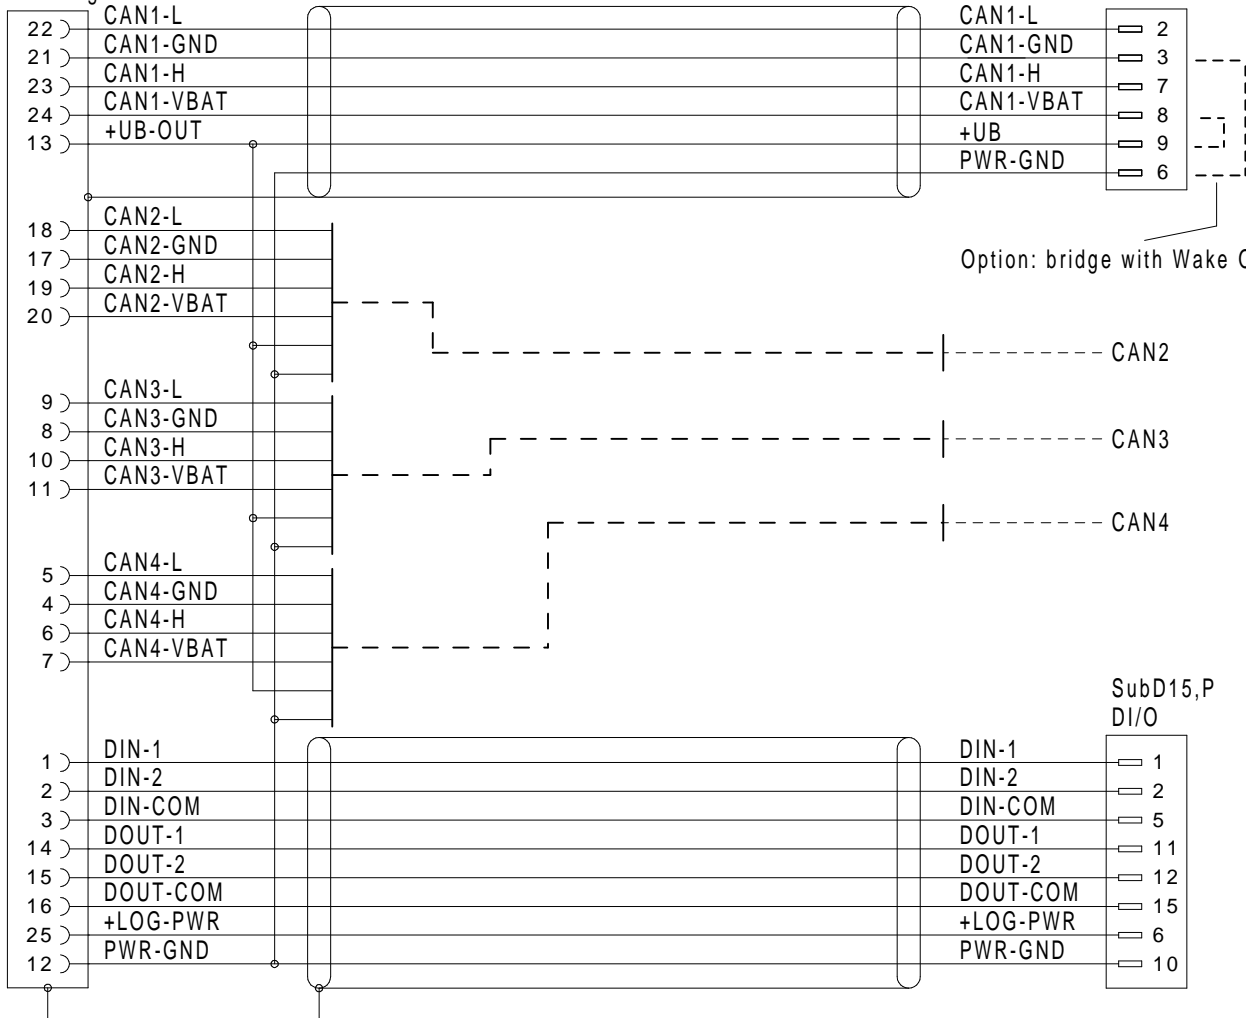 22 CAN1-L CAN1-L 2
21 CAN1-GND CAN1-GND 3
23 CAN1-H CAN1-H 7
24 CAN1-VBAT CAN1-VBAT 8
13 +UB-OUT +UB 9
PWR-GND 6
18 CAN2-L
17 CAN2-GND
Option: bridge with Wake
19 CAN2-H
20 CAN2-VBAT
CAN2
9 CAN3-L
8 CAN3-GND
CAN3
10 CAN3-H
11 CAN3-VBAT
CAN4
5 CAN4-L
4 CAN4-GND
6 CAN4-H
7 CAN4-VBAT
SubD15,P
DI/O
1 DIN-1 DIN-1 1
2 DIN-2 DIN-2 2
3 DIN-COM DIN-COM 5
14 DOUT-1 DOUT-1 11
15 DOUT-2 DOUT-2 12
16 DOUT-COM DOUT-COM 15
25 +LOG-PWR +LOG-PWR 6
12 PWR-GND PWR-GND 10